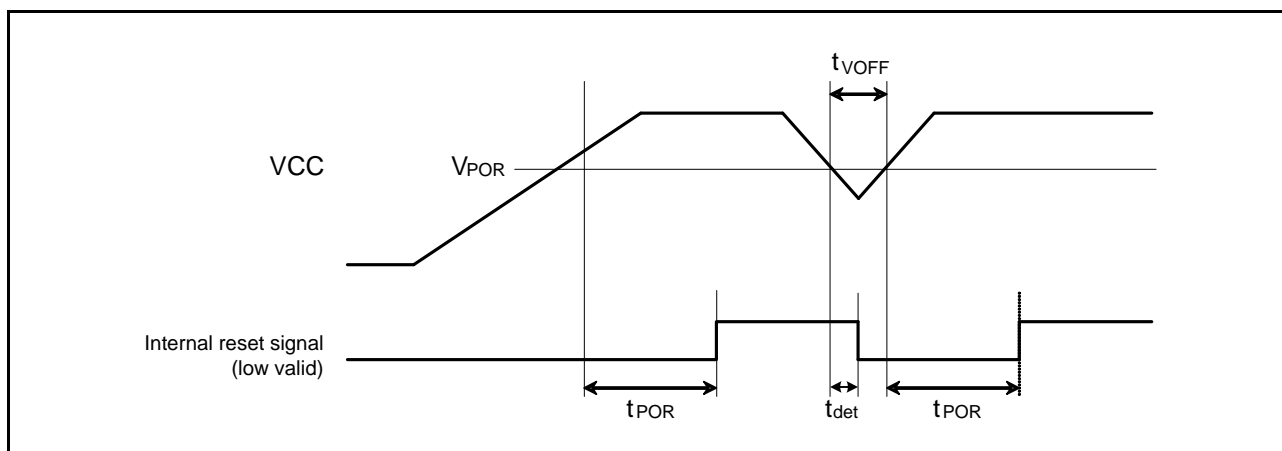 tVOFF
VCC
VPOR
Internal reset signal
(low valid)
tPOR
tdet
tPOR